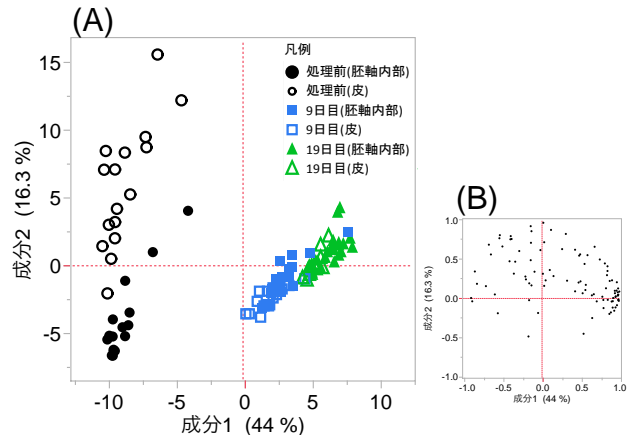 (A)
凡例
処理前(胚軸内部)
処理前(皮)
9日目(胚軸内部)
9日目(皮)
19日目(胚軸内部)
19日目(皮)
15
10
5
0
-5
成分2 (16.3 %)
-10
-5
0
5
10
成分1 (44 %)
(B)
1.0
0.5
0.0
-0.5
-1.0
成分2 (16.3 %)
-1.0
-0.5
0.0
0.5
1.0
成分1 (44 %)